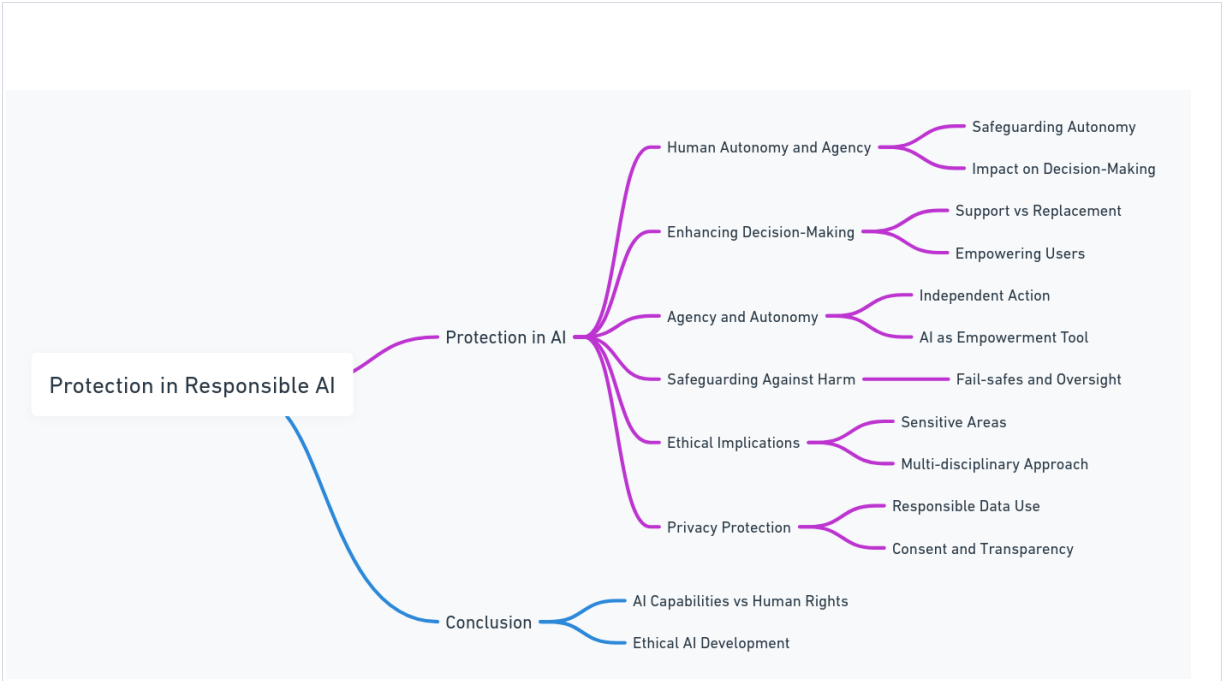 Protection in Responsible AI
Protection in AI
Human Autonomy and Agency
Safeguarding Autonomy
Impact on Decision-Making
Enhancing Decision-Making
Support vs Replacement
Empowering Users
Agency and Autonomy
Independent Action
AI as Empowerment Tool
Safeguarding Against Harm
Fail-safes and Oversight
Ethical Implications
Sensitive Areas
Multi-disciplinary Approach
Privacy Protection
Responsible Data Use
Consent and Transparency
Conclusion
AI Capabilities vs Human Rights
Ethical AI Development